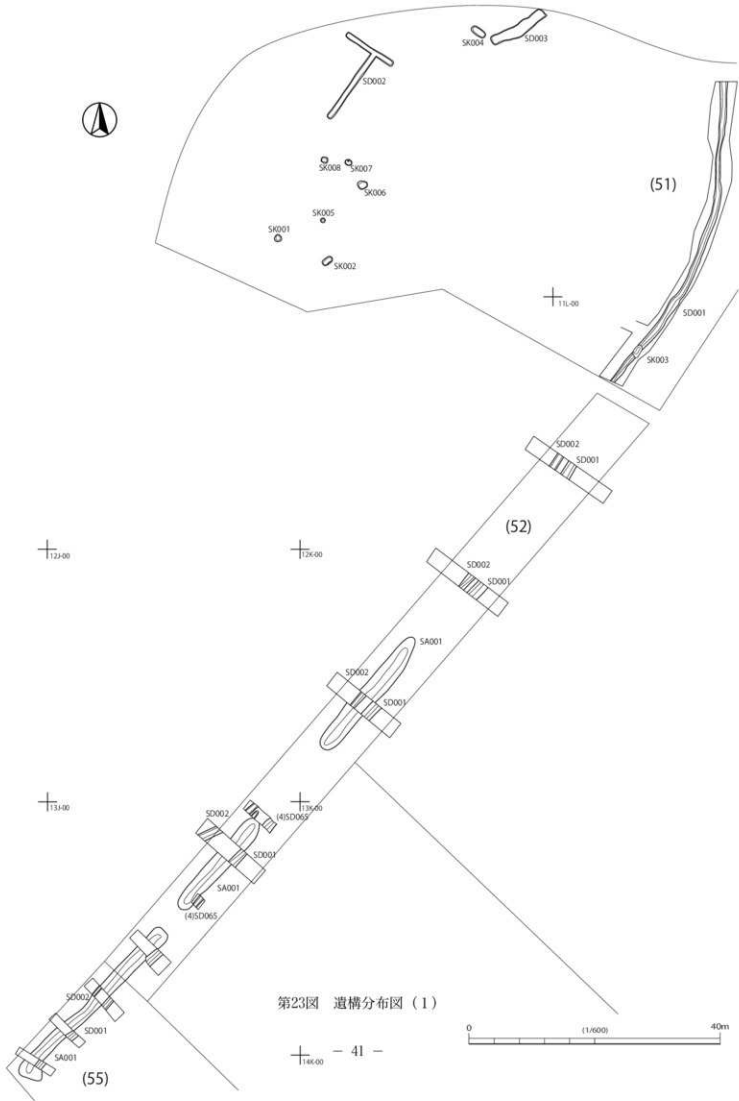 SK004
SD003
SD002
SK008
SK007
SK006
SK005
SK001
SK002
(51)
11L-00
SD001
SK003
SD002
SD001
(52)
12J-00
12K-00
SD002
SD001
SA001
SD002
SD001
13J-00
13K-00
(4)SD065
SD002
SD001
SA001
(4)SD065
SD002
SD001
SA001
(55)
第23図 遺構分布図（1）
0 (1/600) 40m
14K-00
－ 41 －